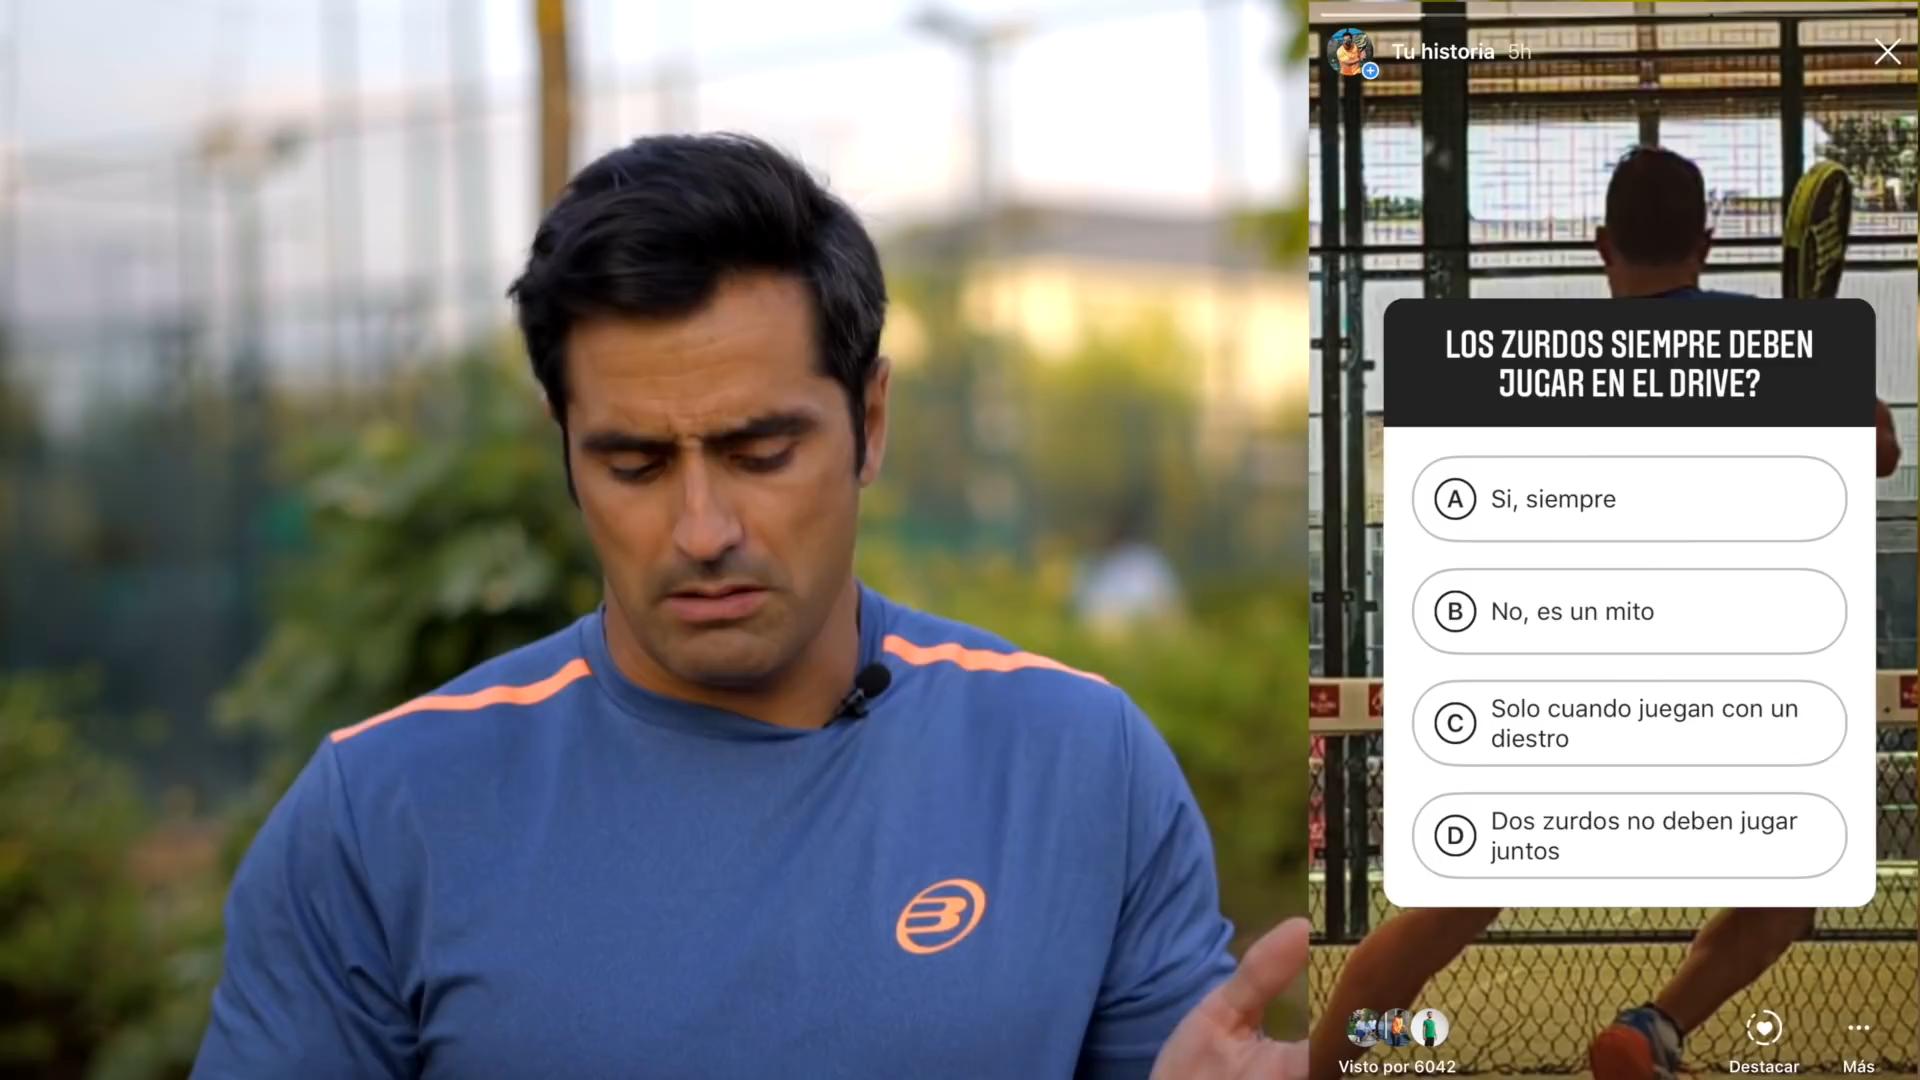 Tu historia 5h
LOS ZURDOS SIEMPRE DEBEN
JUGAR EN EL DRIVE?
A Si, siempre
B No, es un mito
C Solo cuando juegan con un
diestro
D Dos zurdos no deben jugar
juntos
Visto por 6042
Destacar
Más